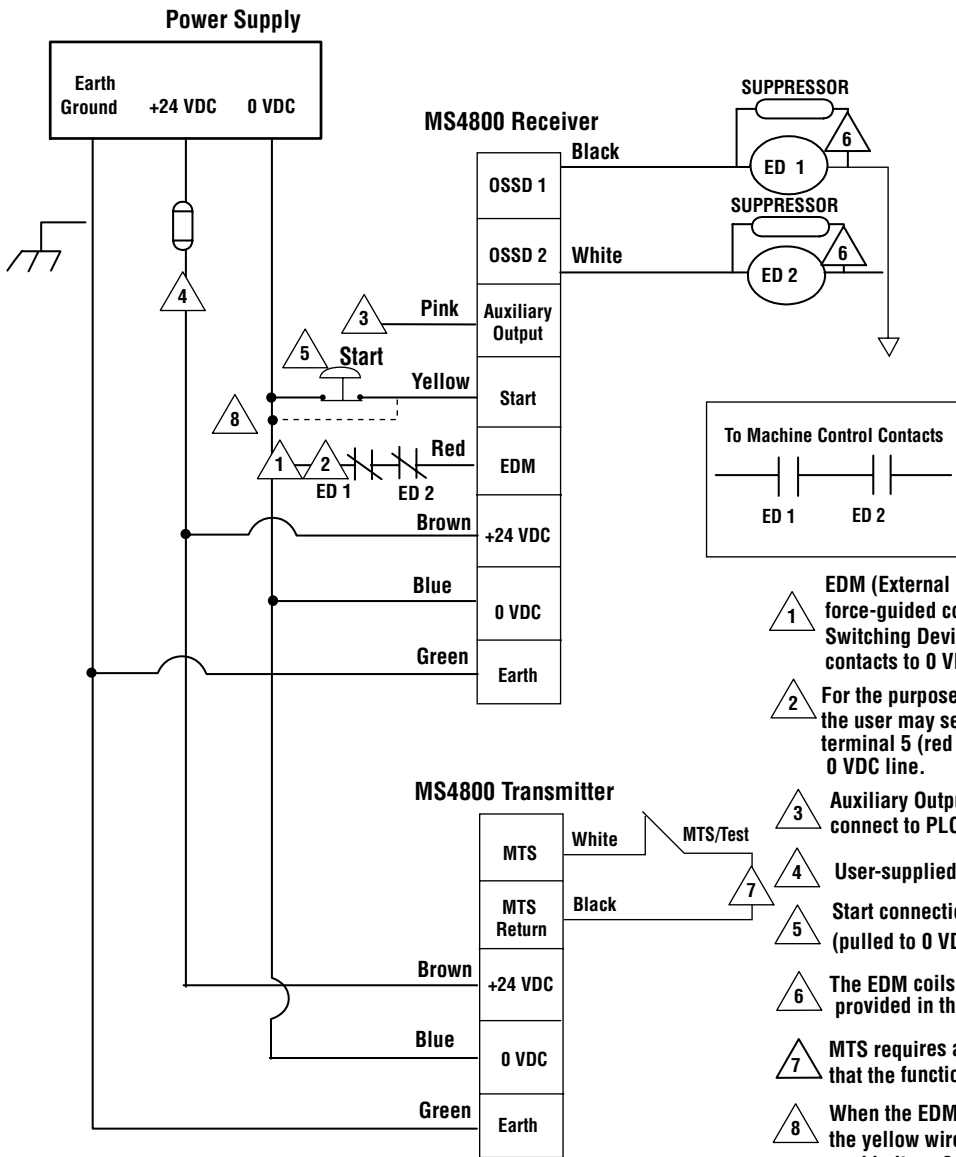 Power Supply
Earth
Ground
+24 VDC
0 VDC
MS4800 Receiver
Black
OSSD 1
OSSD 2
White
Pink
Auxiliary
Output
3
5
Start
Yellow
Start
8
1
2
ED 1
ED 2
Red
EDM
4
Brown
+24 VDC
Blue
0 VDC
Green
Earth
SUPPRESSOR
ED 1
6
SUPPRESSOR
ED 2
6
To Machine Control Contacts
ED 1
ED 2
MS4800 Transmitter
MTS
White
MTS/Test
7
MTS
Return
Black
Brown
+24 VDC
Blue
0 VDC
Green
Earth
1
EDM (External
force-guided co
Switching Devi
contacts to 0 V
2
For the purpose
the user may se
terminal 5 (red
0 VDC line.
3
Auxiliary Outp
connect to PLC
4
User-supplied
5
Start connectio
(pulled to 0 VD
6
The EDM coils
provided in th
7
MTS requires a
that the functio
8
When the EDM
the yellow wire